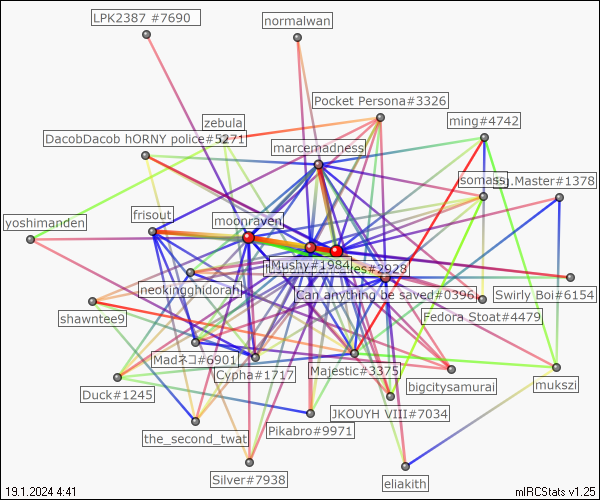 LPK2387 #7690
normalwan
Pocket Persona#3326
zebula
ming#4742
DacobDacob hORNY police#5271
marcemadness
somass
.Master#1378
frisout
moonraven
yoshimanden
Mushy#1984
es#2928
neokingghidorah
Can anything be saved#0396
Swirly Boi#6154
shawntee9
Fedora Stoat#4479
Madネコ#6901
Cypha#1717
Majestic#3375
bigcitysamurai
mukszi
Duck#1245
JKOUYH VIII#7034
the_second_twat
Pikabro#9971
Silver#7938
eliakith
19.1.2024 4:41
mIRCStats v1.25